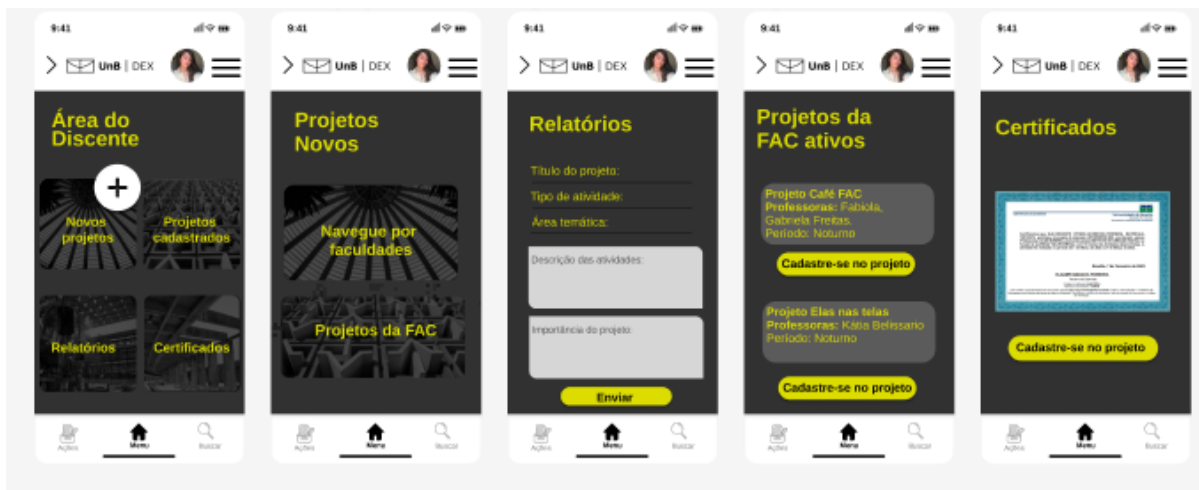 9:41
UnB | DEX
Área do
Discente
+
Novos
projetos
Projetos
cadastrados
Relatórios
Certificados
Ações
Menu
Buscar
9:41
UnB | DEX
Projetos
Novos
Navegue por
faculdades
Projetos da FAC
Ações
Menu
Buscar
9:41
UnB | DEX
Relatórios
Título do projeto:
Tipo de atividade:
Área temática:
Descrição das atividades:
Importância do projeto:
Enviar
Ações
Menu
Buscar
9:41
UnB | DEX
Projetos da
FAC ativos
Projeto Café FAC
Professoras: Fabíola,
Gabriela Freitas.
Período: Noturno
Cadastre-se no projeto
Projeto Elas nas telas
Professoras: Kátia Belissario
Período: Noturno
Cadastre-se no projeto
Ações
Menu
Buscar
9:41
UnB | DEX
Certificados
Cadastre-se no projeto
Ações
Menu
Buscar